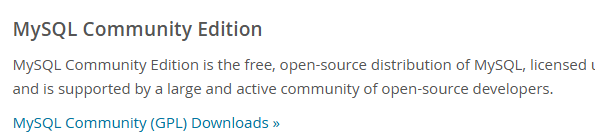 MySQL Community Edition
MySQL Community Edition is the free, open-source distribution of MySQL, licensed
and is supported by a large and active community of open-source developers.
MySQL Community (GPL) Downloads »